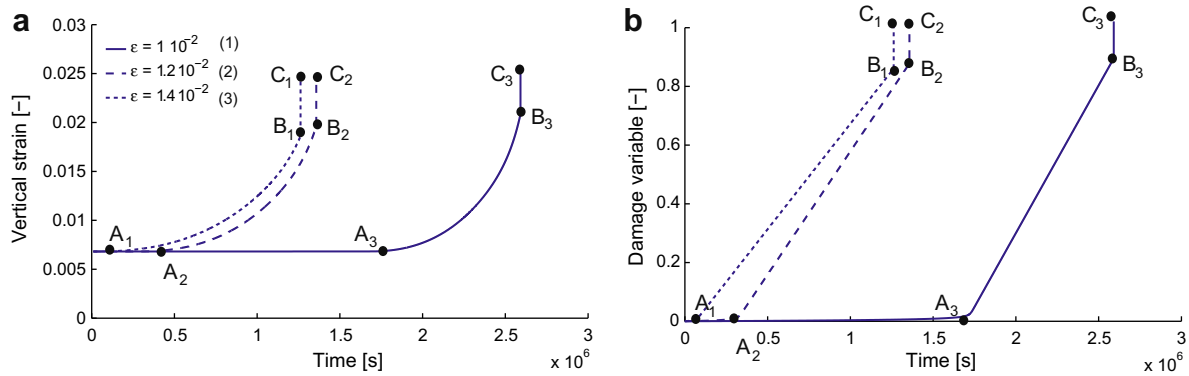 a
0.03
0.025
0.02
0.015
0.01
0.005
0
Vertical strain [−]
ε = 1 10⁻² (1)
ε = 1.2 10⁻² (2)
ε = 1.4 10⁻² (3)
A₁
A₂
A₃
B₁
B₂
B₃
C₁
C₂
C₃
0 0.5 1 1.5 2 2.5 3
Time [s]
x 10⁶
b
1
0.8
0.6
0.4
0.2
0
Damage variable [−]
A₁
A₂
A₃
B₁
B₂
B₃
C₁
C₂
C₃
0 0.5 1 1.5 2 2.5 3
Time [s]
x 10⁶